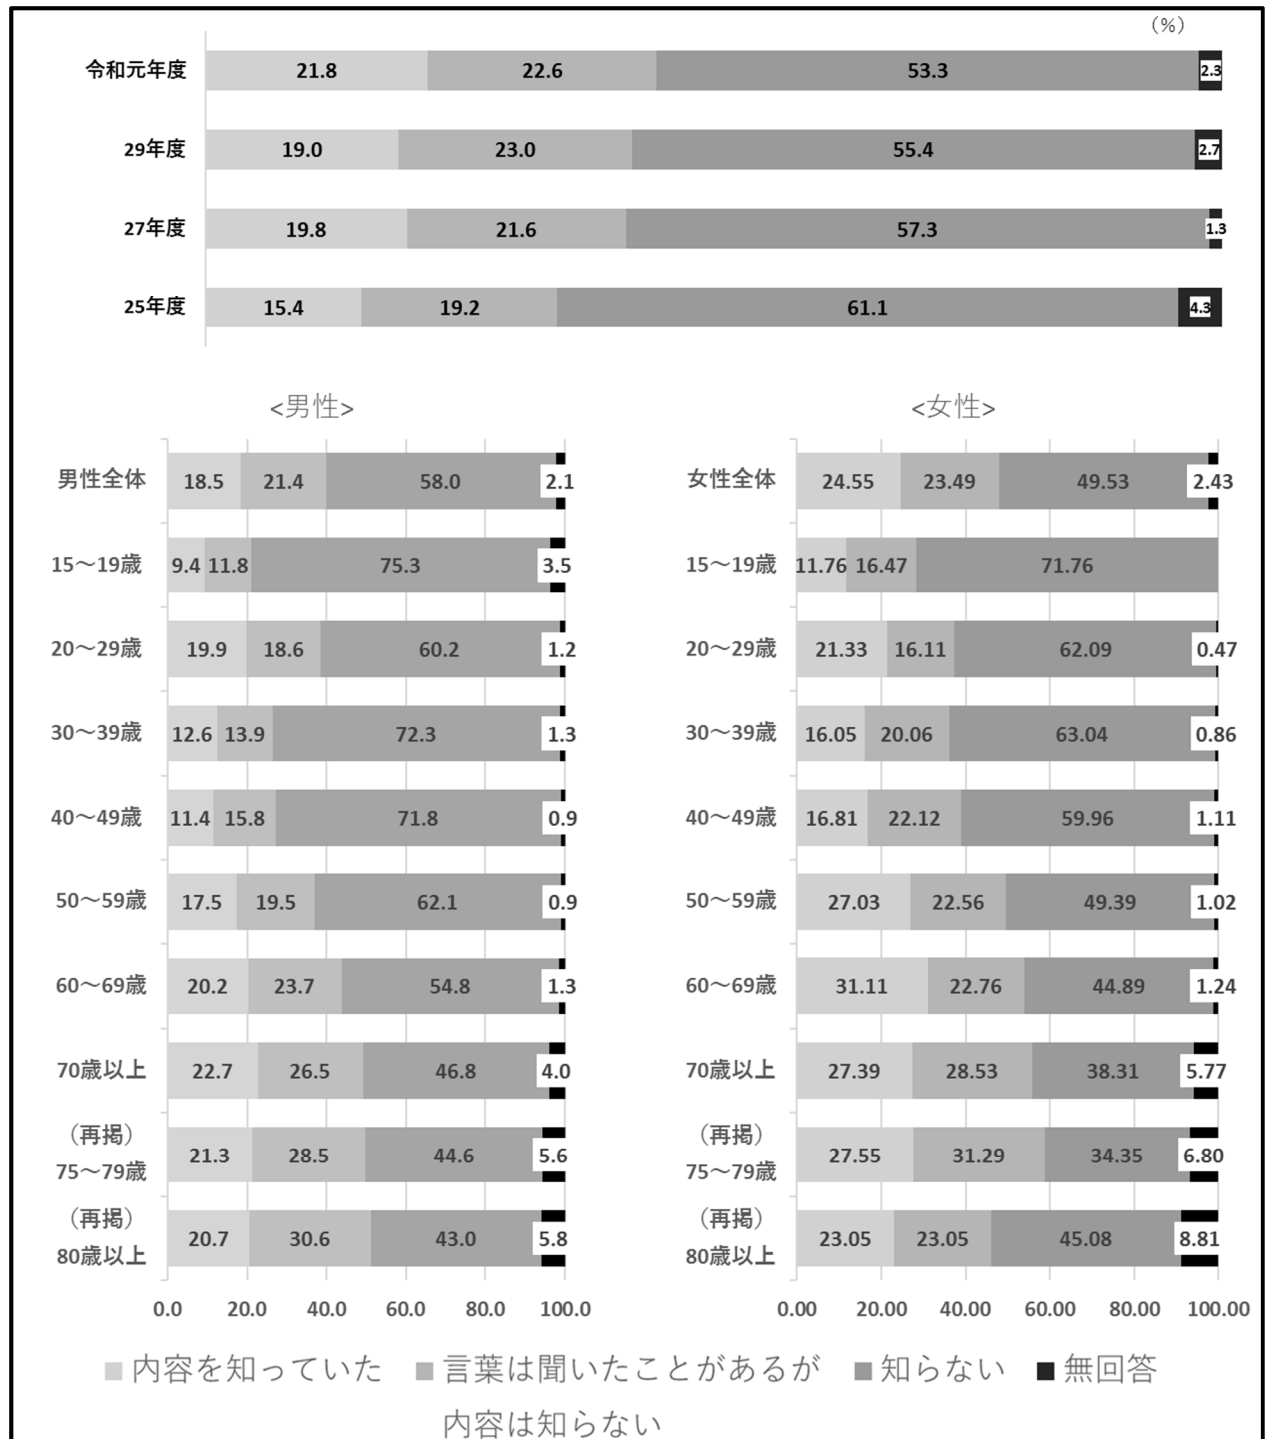 （%）
令和元年度 21.8 22.6 53.3 2.3
29年度 19.0 23.0 55.4 2.7
27年度 19.8 21.6 57.3 1.3
25年度 15.4 19.2 61.1 4.3
<男性>
男性全体 18.5 21.4 58.0 2.1
15～19歳 9.4 11.8 75.3 3.5
20～29歳 19.9 18.6 60.2 1.2
30～39歳 12.6 13.9 72.3 1.3
40～49歳 11.4 15.8 71.8 0.9
50～59歳 17.5 19.5 62.1 0.9
60～69歳 20.2 23.7 54.8 1.3
70歳以上 22.7 26.5 46.8 4.0
（再掲）
75～79歳 21.3 28.5 44.6 5.6
（再掲）
80歳以上 20.7 30.6 43.0 5.8
0.0 20.0 40.0 60.0 80.0 100.0
<女性>
女性全体 24.55 23.49 49.53 2.43
15～19歳 11.76 16.47 71.76
20～29歳 21.33 16.11 62.09 0.47
30～39歳 16.05 20.06 63.04 0.86
40～49歳 16.81 22.12 59.96 1.11
50～59歳 27.03 22.56 49.39 1.02
60～69歳 31.11 22.76 44.89 1.24
70歳以上 27.39 28.53 38.31 5.77
（再掲）
75～79歳 27.55 31.29 34.35 6.80
（再掲）
80歳以上 23.05 23.05 45.08 8.81
0.00 20.00 40.00 60.00 80.00 100.00
内容を知っていた 言葉は聞いたことがあるが 知らない 無回答
内容は知らない